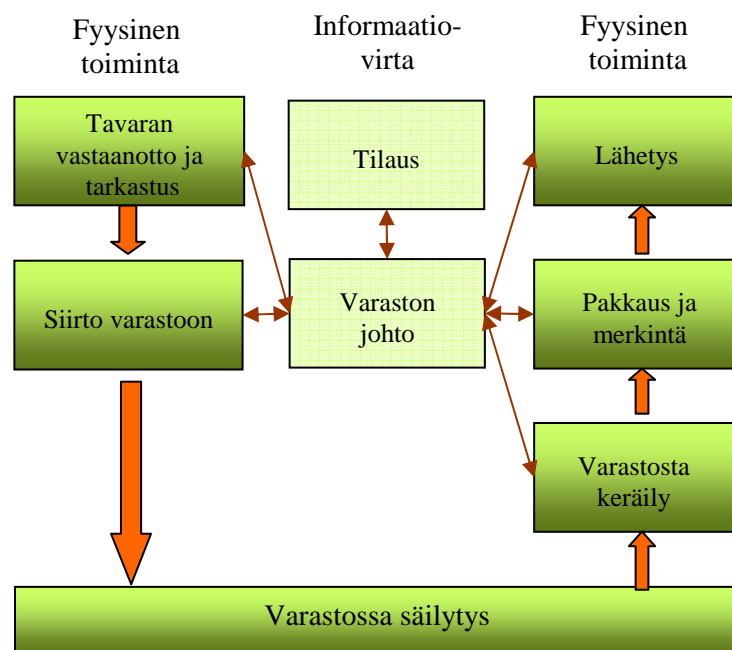 Fyysinen
toiminta
Informaatio-
virta
Fyysinen
toiminta
Tavaran
vastaanotto ja
tarkastus
Tilaus
Lähetys
Siirto varastoon
Varaston
johto
Pakkaus ja
merkintä
Varastosta
keräily
Varastossa säilytys